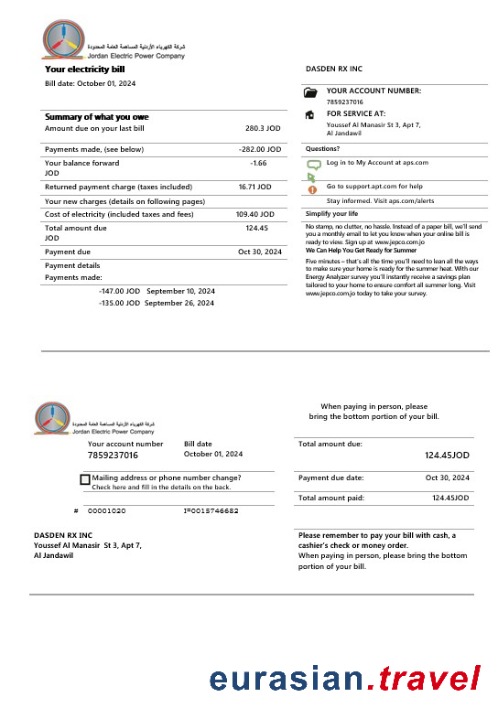 شركة الكهرباء الأردنية المساهمة العامة المحدودة
Jordan Electric Power Company
Your electricity bill
Bill date: October 01, 2024
Summary of what you owe
Amount due on your last bill 280.3 JOD
Payments made, (see below) -282.00 JOD
Your balance forward -1.66
JOD
Returned payment charge (taxes included) 16.71 JOD
Your new charges (details on following pages)
Cost of electricity (included taxes and fees) 109.40 JOD
Total amount due 124.45
JOD
Payment due Oct 30, 2024
Payment details
Payments made:
-147.00 JOD September 10, 2024
-135.00 JOD September 26, 2024
DASDEN RX INC
YOUR ACCOUNT NUMBER:
7859237016
FOR SERVICE AT:
Youssef Al Manasir St 3, Apt 7,
Al Jandawil
Questions?
Log in to My Account at aps.com
Go to support.apt.com for help
Stay informed. Visit aps.com/alerts
Simplify your life
No stamp, no clutter, no hassle. Instead of a paper bill, we'll send
you a monthly email to let you know when your online bill is
ready to view. Sign up at www.jepco.com.jo
We Can Help You Get Ready for Summer
Five minutes – that's all the time you'll need to lean all the ways
to make sure your home is ready for the summer heat. With our
Energy Analyzer survey you'll instantly receive a savings plan
tailored to your home to ensure comfort all summer long. Visit
www.jepco.com.jo today to take your survey.
شركة الكهرباء الأردنية المساهمة العامة المحدودة
Jordan Electric Power Company
Your account number Bill date
7859237016 October 01, 2024
Mailing address or phone number change?
Check here and fill in the details on the back.
# 00001020 I=0015746652
DASDEN RX INC
Youssef Al Manasir St 3, Apt 7,
Al Jandawil
When paying in person, please
bring the bottom portion of your bill.
Total amount due:
124.45JOD
Payment due date: Oct 30, 2024
Total amount paid: 124.45JOD
Please remember to pay your bill with cash, a
cashier's check or money order.
When paying in person, please bring the bottom
portion of your bill.
eurasian.travel